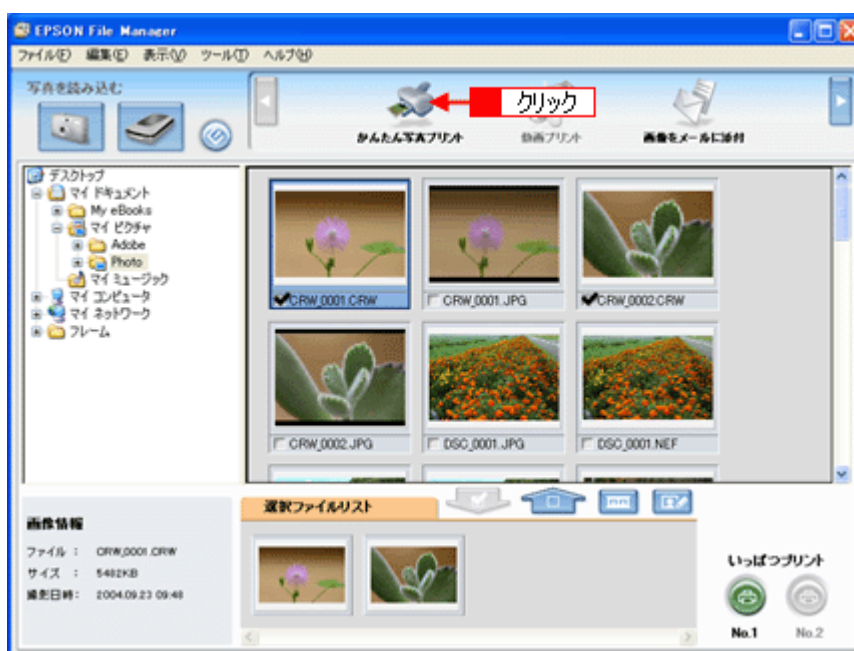 EPSON File Manager
ファイル(F) 編集(E) 表示(V) ツール(T) ヘルプ(H)
写真を読み込む
クリック
かんたん写真プリント
動画プリント
画像をメールに添付
デスクトップ
マイ ドキュメント
My eBooks
マイ ピクチャ
Adobe
Photo
マイ ミュージック
マイ コンピュータ
マイ ネットワーク
フレーム
CRW_0001.CRW
CRW_0001.JPG
CRW_0002.CRW
CRW_0002.JPG
DSC_0001.JPG
DSC_0001.NEF
画像情報
ファイル : CRW_0001.CRW
サイズ : 5482KB
撮影日時: 2004.09.23 09:48
選択ファイルリスト
いっぱつプリント
No.1
No.2